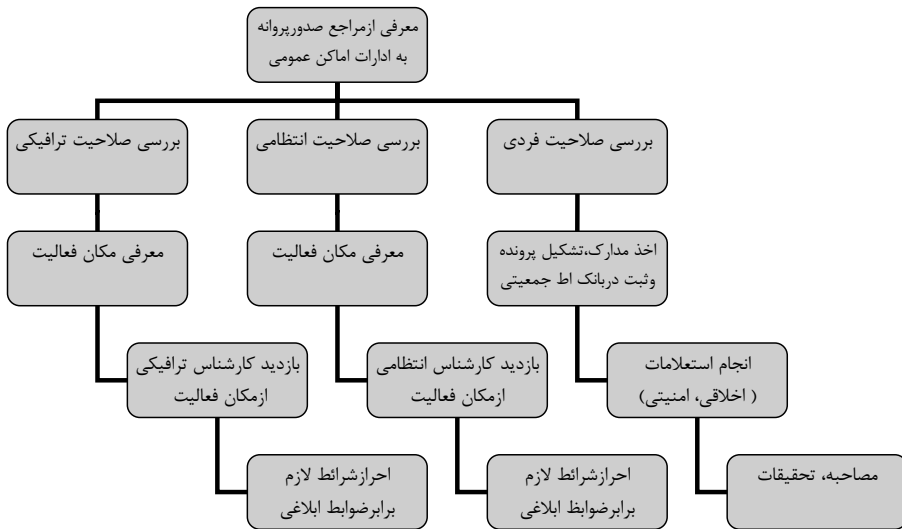 معرفی ازمراجع صدورپروانه
به ادارات اماکن عمومی
بررسی صلاحیت فردی
بررسی صلاحیت انتظامی
بررسی صلاحیت ترافیکی
اخذ مدارک،تشکیل پرونده
وثبت دربانک اط جمعیتی
معرفی مکان فعالیت
معرفی مکان فعالیت
انجام استعلامات
( اخلاقی، امنیتی)
بازدید کارشناس انتظامی
ازمکان فعالیت
بازدید کارشناس ترافیکی
ازمکان فعالیت
مصاحبه، تحقیقات
احرازشرائط لازم
برابرضوابظ ابلاغی
احرازشرائط لازم
برابرضوابط ابلاغی